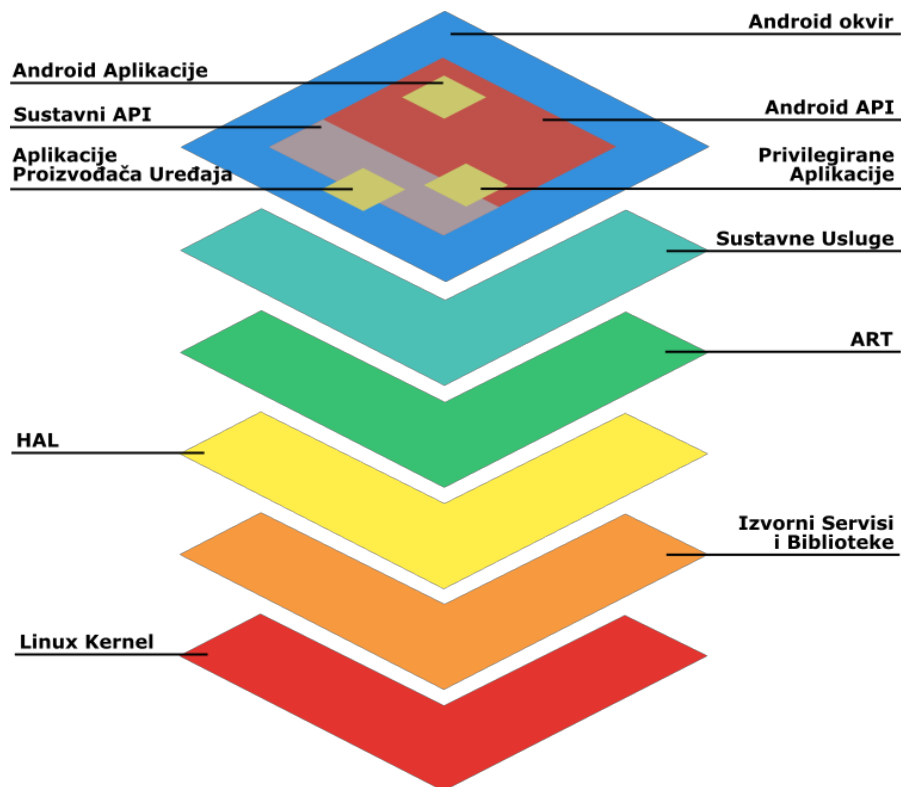 Android okvir
Android Aplikacije
Sustavni API
Android API
Aplikacije
Proizvođača Uređaja
Privilegirane
Aplikacije
Sustavne Usluge
ART
HAL
Izvorni Servisi
i Biblioteke
Linux Kernel